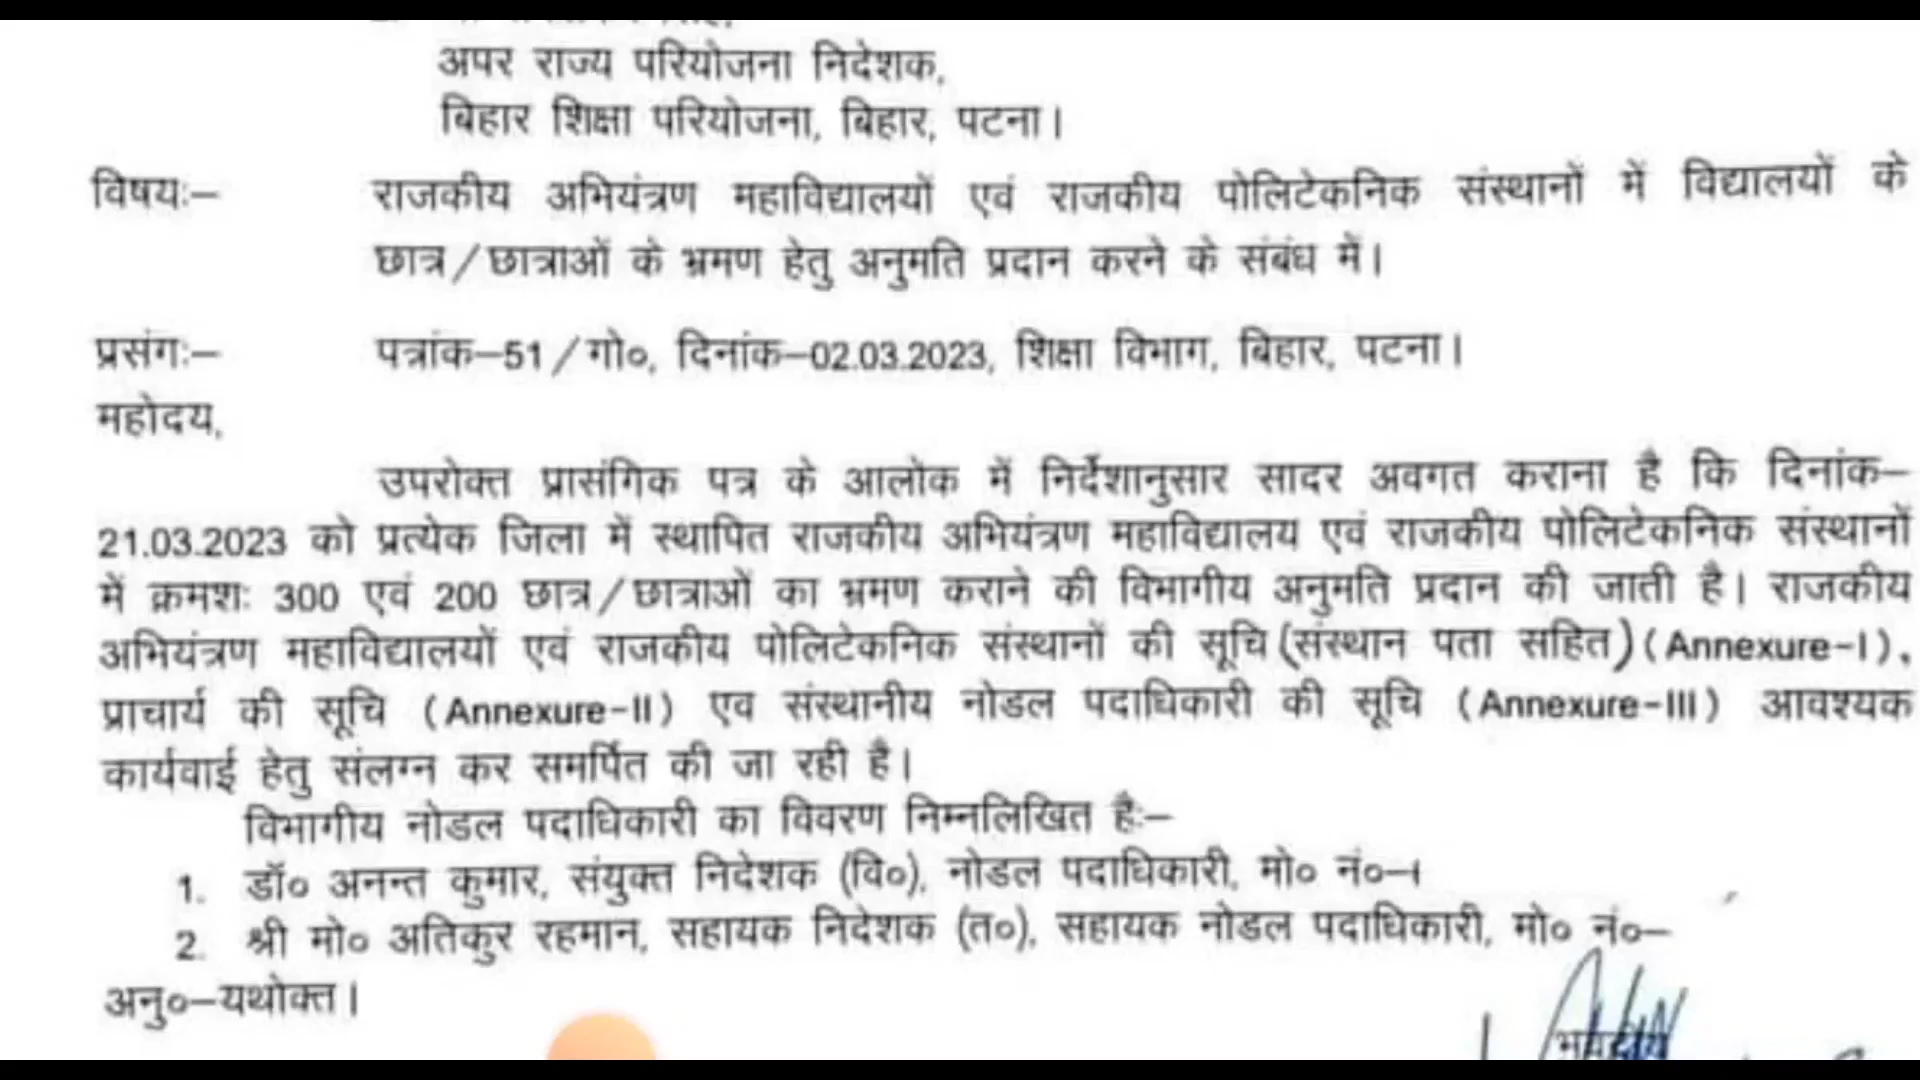 अपर राज्य परियोजना निदेशक,
बिहार शिक्षा परियोजना, बिहार, पटना।
विषयः– राजकीय अभियंत्रण महाविद्यालयों एवं राजकीय पोलिटेकनिक संस्थानों में विद्यालयों के
छात्र/छात्राओं के भ्रमण हेतु अनुमति प्रदान करने के संबंध में।
प्रसंगः– पत्रांक–51/गो०, दिनांक–02.03.2023, शिक्षा विभाग, बिहार, पटना।
महोदय,
उपरोक्त प्रासंगिक पत्र के आलोक में निर्देशानुसार सादर अवगत कराना है कि दिनांक–
21.03.2023 को प्रत्येक जिला में स्थापित राजकीय अभियंत्रण महाविद्यालय एवं राजकीय पोलिटेकनिक संस्थानों
में क्रमशः 300 एवं 200 छात्र/छात्राओं का भ्रमण कराने की विभागीय अनुमति प्रदान की जाती है। राजकीय
अभियंत्रण महाविद्यालयों एवं राजकीय पोलिटेकनिक संस्थानों की सूचि (संस्थान पता सहित) (Annexure-I),
प्राचार्य की सूचि (Annexure-II) एव संस्थानीय नोडल पदाधिकारी की सूचि (Annexure-III) आवश्यक
कार्यवाई हेतु संलग्न कर समर्पित की जा रही है।
विभागीय नोडल पदाधिकारी का विवरण निम्नलिखित हैः–
1. डॉ० अनन्त कुमार, संयुक्त निदेशक (वि०), नोडल पदाधिकारी, मो० नं०–
2. श्री मो० अतिकुर रहमान, सहायक निदेशक (त०), सहायक नोडल पदाधिकारी, मो० नं०–
अनु०–यथोक्त।
भवदीय